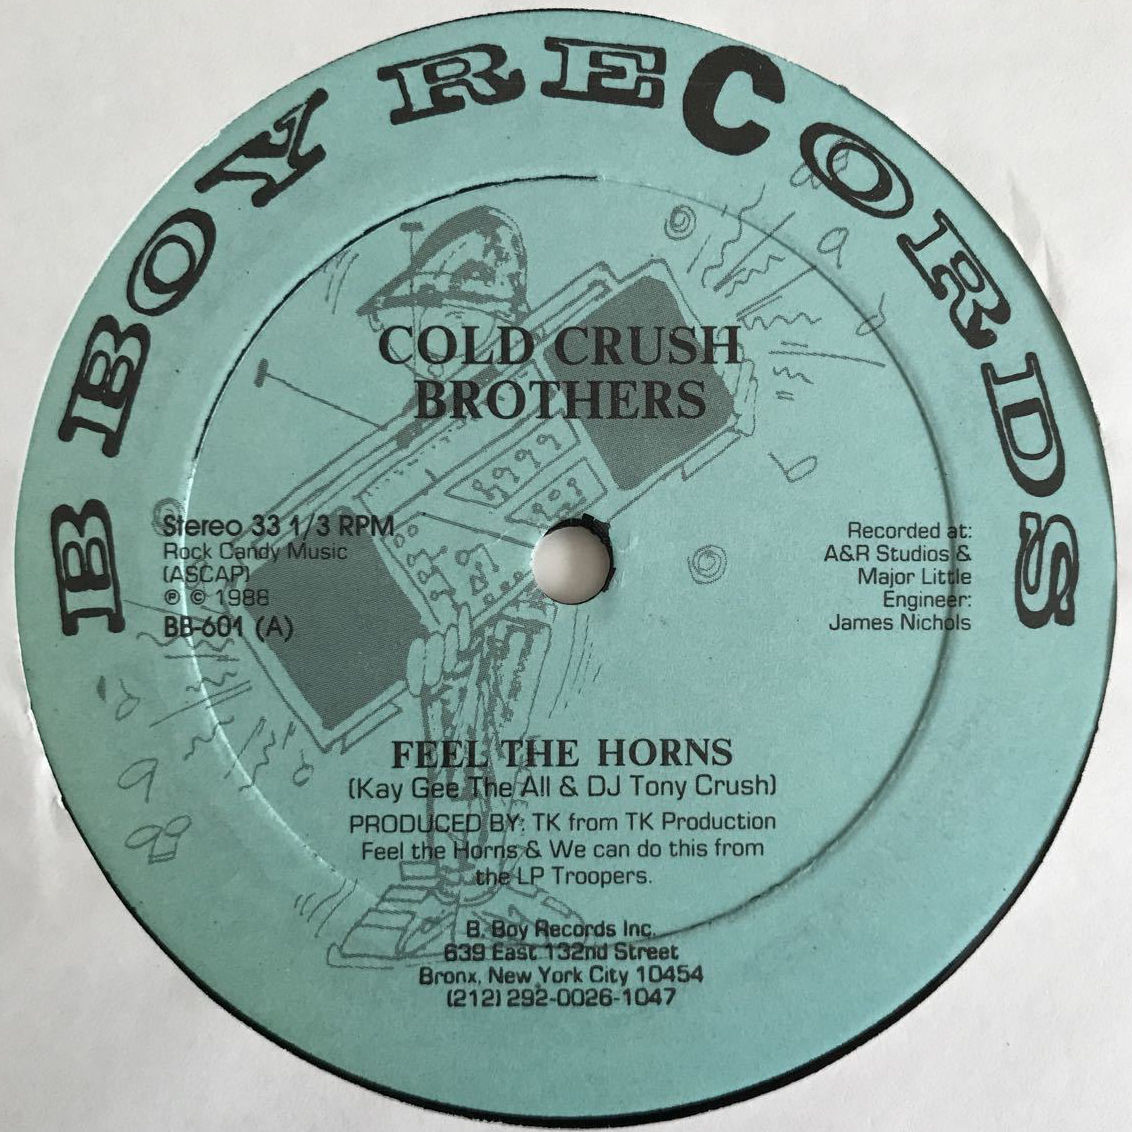 B BOY RECORDS
COLD CRUSH
BROTHERS
Stereo 33 1/3 RPM
Rock Candy Music
(ASCAP)
℗ © 1988
BB-601 (A)
Recorded at:
A&R Studios &
Major Little
Engineer:
James Nichols
FEEL THE HORNS
(Kay Gee The All & DJ Tony Crush)
PRODUCED BY: TK from TK Production
Feel the Horns & We can do this from
the LP Troopers.
B. Boy Records Inc.
639 East 132nd Street
Bronx, New York City 10454
(212) 292-0026-1047